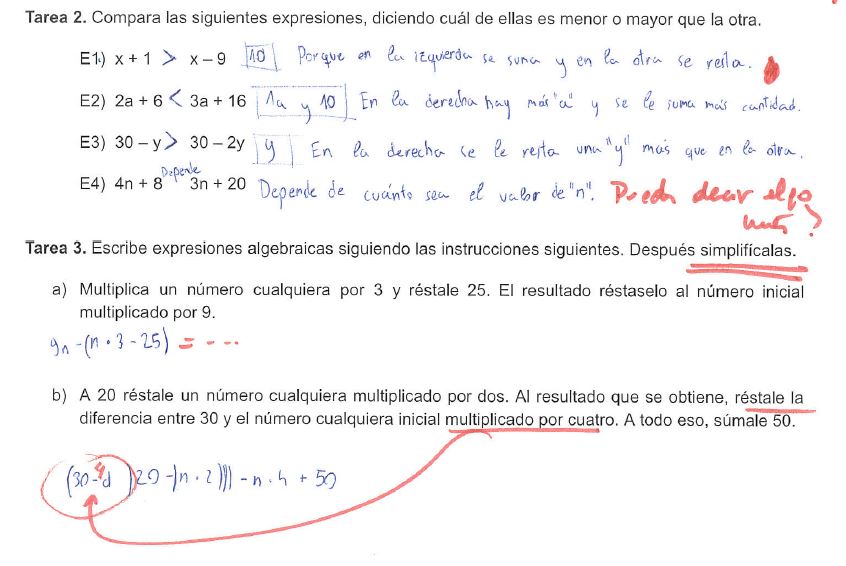 Tarea 2. Compara las siguientes expresiones, diciendo cuál de ellas es menor o mayor que la otra.
E1) x + 1 > x – 9 10 Porque en la izquierda se suma y en la otra se resta.
E2) 2a + 6 < 3a + 16 1a y 10 En la derecha hay más "a" y se le suma más cantidad.
E3) 30 – y > 30 – 2y y En la derecha se le resta una "y" más que en la otra.
E4) 4n + 8 Depende 3n + 20 Depende de cuánto sea el valor de "n". Puedes decir algo
más?
Tarea 3. Escribe expresiones algebraicas siguiendo las instrucciones siguientes. Después simplifícalas.
a) Multiplica un número cualquiera por 3 y réstale 25. El resultado réstaselo al número inicial
multiplicado por 9.
9n -(n · 3 - 25) = - - - -
b) A 20 réstale un número cualquiera multiplicado por dos. Al resultado que se obtiene, réstale la
diferencia entre 30 y el número cualquiera inicial multiplicado por cuatro. A todo eso, súmale 50.
(30 - 4 )20 -(n · 2))) - n · 4 + 50